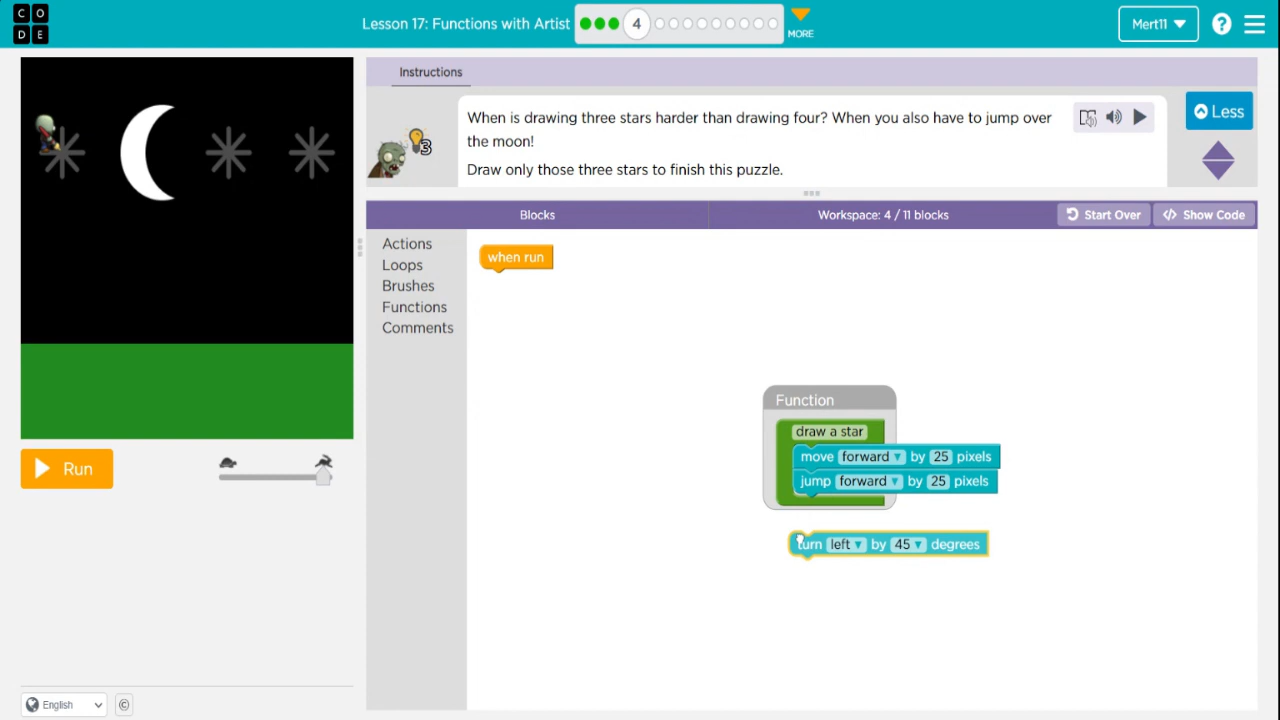 CODE
Lesson 17: Functions with Artist
4
MORE
Mert11
?
Instructions
3
When is drawing three stars harder than drawing four? When you also have to jump over
the moon!
Draw only those three stars to finish this puzzle.
Less
Blocks
Workspace: 4 / 11 blocks
Start Over
</> Show Code
Actions
Loops
Brushes
Functions
Comments
when run
Function
draw a star
move forward by 25 pixels
jump forward by 25 pixels
turn left by 45 degrees
Run
English
©